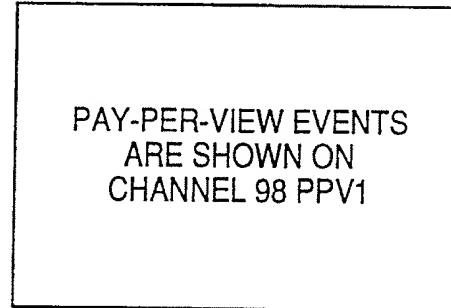 PAY-PER-VIEW EVENTS
ARE SHOWN ON
CHANNEL 98 PPV1